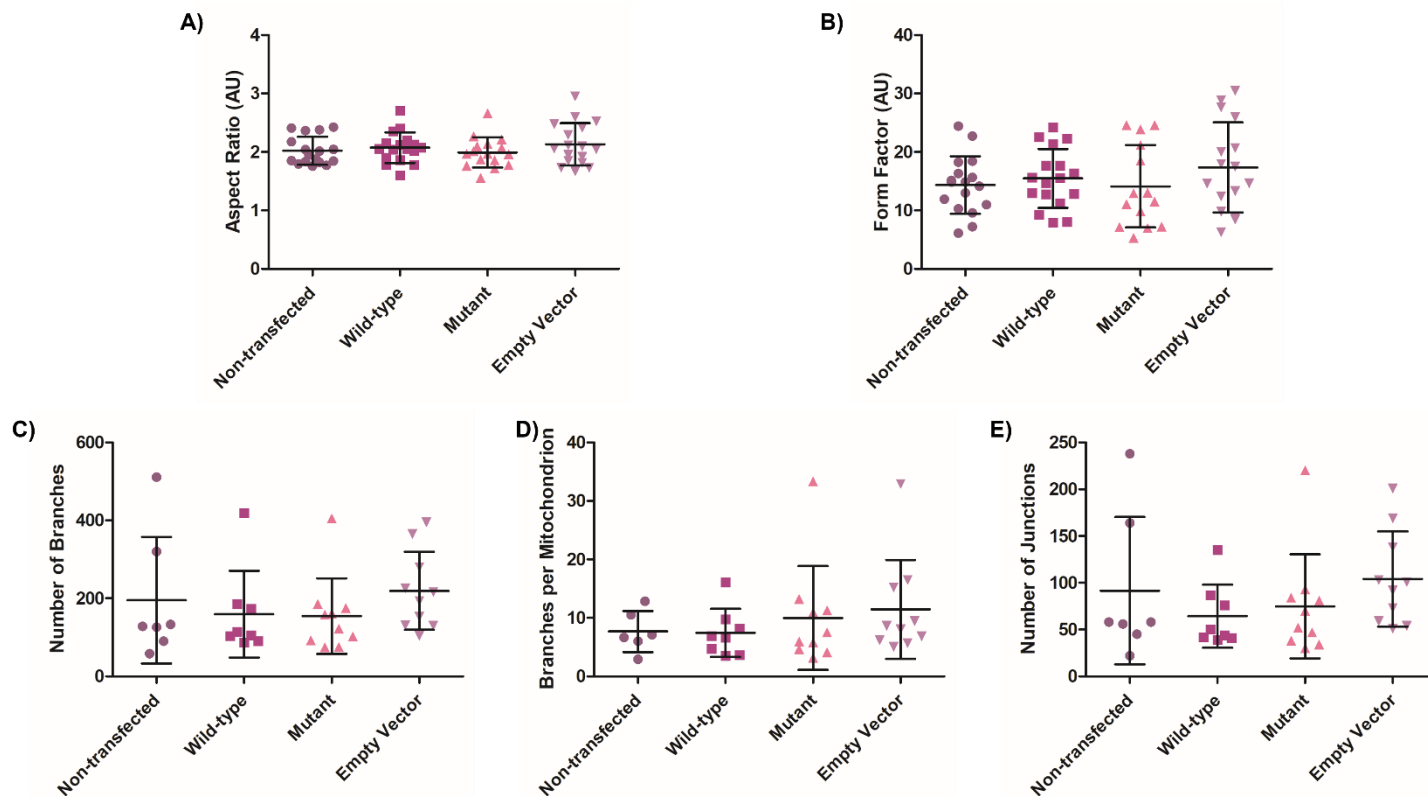 A)
Aspect Ratio (AU)
4
3
2
1
0
Non-transfected
Wild-type
Mutant
Empty Vector
B)
Form Factor (AU)
40
30
20
10
0
Non-transfected
Wild-type
Mutant
Empty Vector
C)
Number of Branches
600
400
200
0
Non-transfected
Wild-type
Mutant
Empty Vector
D)
Branches per Mitochondrion
40
30
20
10
0
Non-transfected
Wild-type
Mutant
Empty Vector
E)
Number of Junctions
250
200
150
100
50
0
Non-transfected
Wild-type
Mutant
Empty Vector